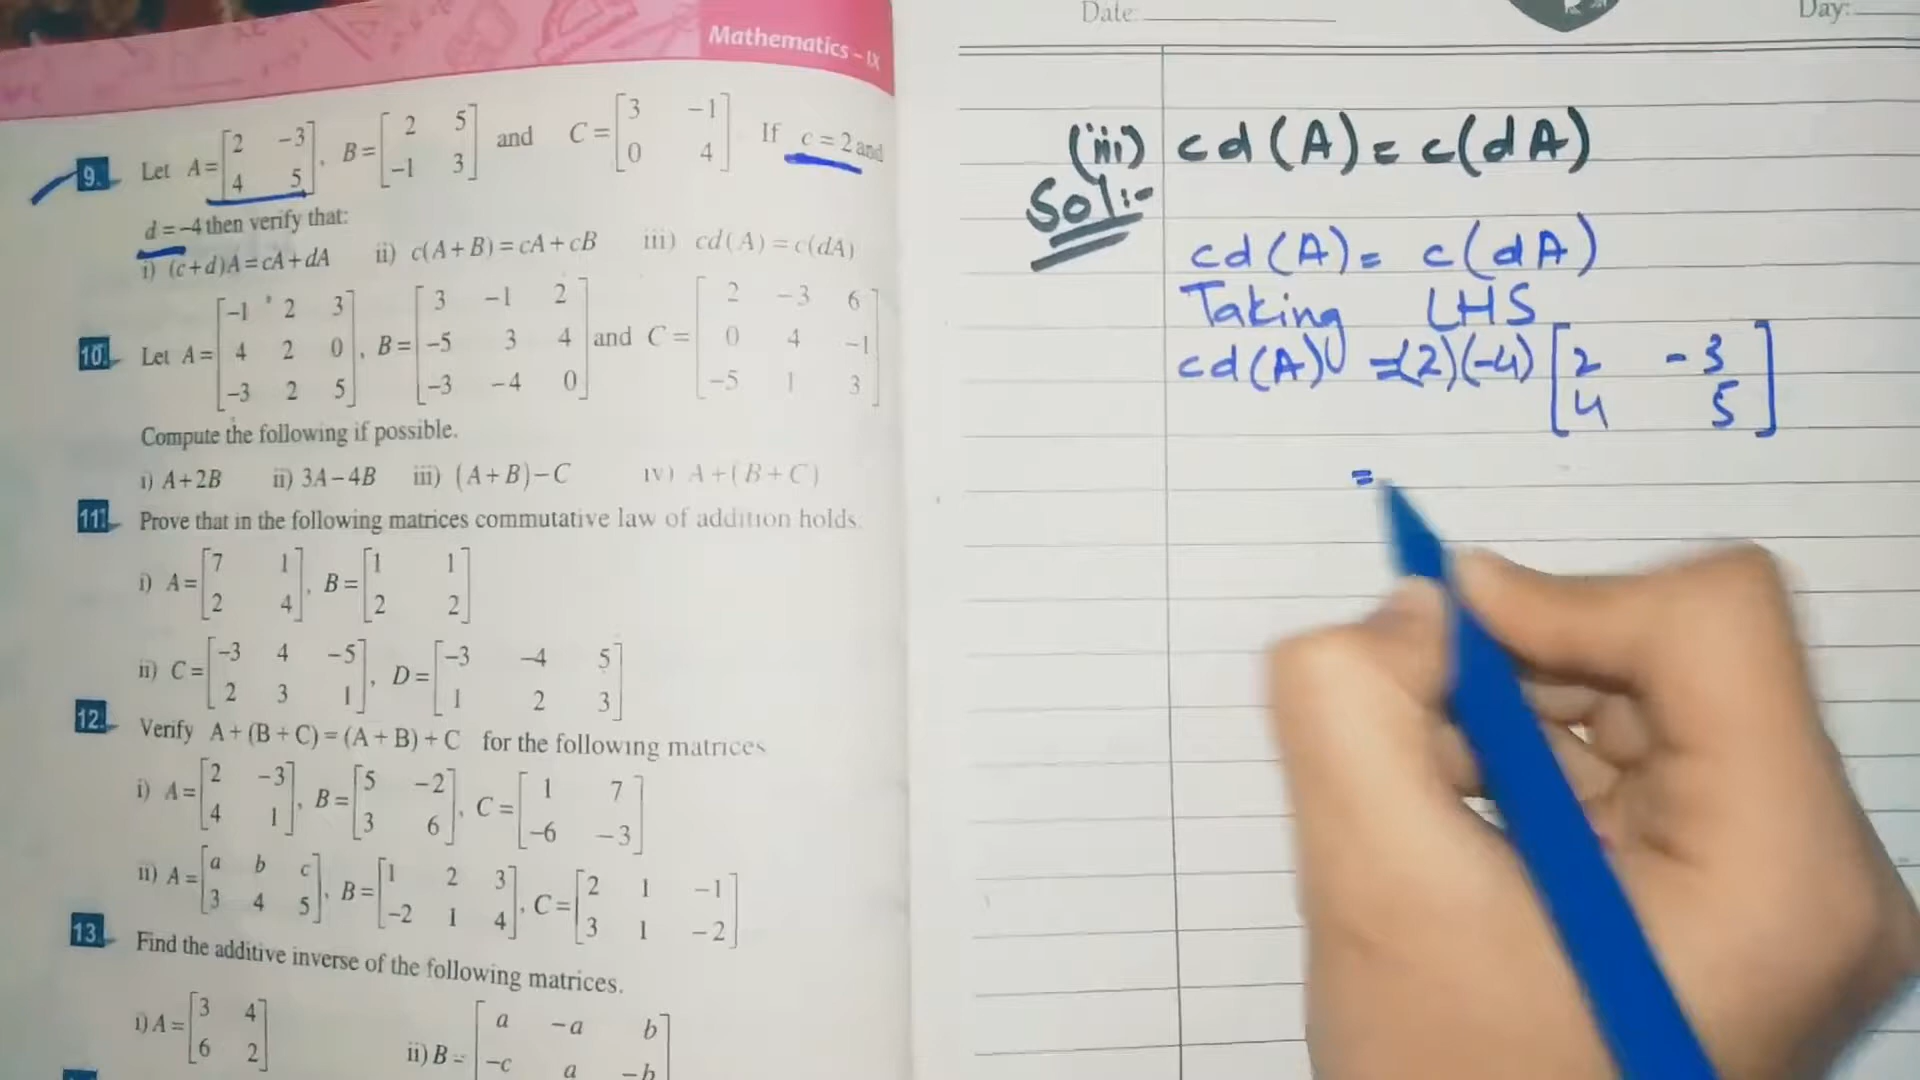 Mathematics - IX
9. Let A = [2 -3 4 5], B = [2 5 -1 3] and C = [3 -1 0 4] If c = 2 and
d = -4 then verify that:
i) (c+d)A = cA+dA ii) c(A+B) = cA+cB iii) cd(A) = c(dA)
10. Let A = [-1 2 3 4 2 0 -3 2 5], B = [3 -1 2 -5 3 4 -3 -4 0] and C = [2 -3 6 0 4 -1 -5 1 3]
Compute the following if possible.
i) A+2B ii) 3A-4B iii) (A+B)-C iv) A+(B+C)
11. Prove that in the following matrices commutative law of addition holds.
i) A = [7 1 2 4], B = [1 1 2 2]
ii) C = [-3 4 -5 2 3 1], D = [-3 -4 5 1 2 3]
12. Verify A+(B+C) = (A+B)+C for the following matrices
i) A = [2 -3 4 1], B = [5 -2 3 6], C = [1 7 -6 -3]
ii) A = [a b c 3 4 5], B = [1 2 3 -2 1 4], C = [2 1 -1 3 1 -2]
13. Find the additive inverse of the following matrices.
i) A = [3 4 6 2] ii) B = [a -a b -c a -b
Date: Day:
(iii) cd(A) = c(dA)
Sol:-
cd(A) = c(dA)
Taking LHS
cd(A) = (2)(-4) [2 -3 4 5]
=